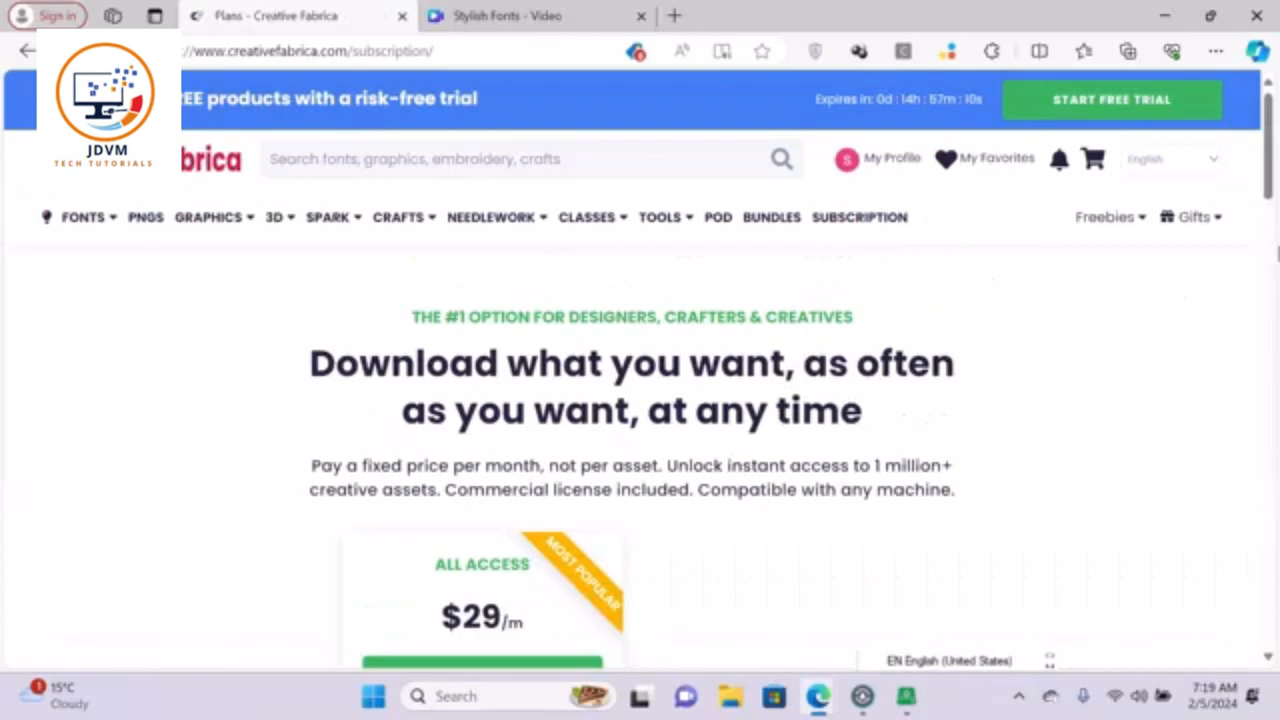 Sign in
Plans - Creative Fabrica
Stylish Fonts - Video
://www.creativefabrica.com/subscription/
JDVM
TECH TUTORIALS
EE products with a risk-free trial
Expires in: 0d : 14h : 57m : 10s
START FREE TRIAL
brica
Search fonts, graphics, embroidery, crafts
S
My Profile
My Favorites
English
FONTS
PNGS
GRAPHICS
3D
SPARK
CRAFTS
NEEDLEWORK
CLASSES
TOOLS
POD
BUNDLES
SUBSCRIPTION
Freebies
Gifts
THE #1 OPTION FOR DESIGNERS, CRAFTERS & CREATIVES
Download what you want, as often
as you want, at any time
Pay a fixed price per month, not per asset. Unlock instant access to 1 million+
creative assets. Commercial license included. Compatible with any machine.
ALL ACCESS
MOST POPULAR
$29/m
EN English (United States)
1
15°C
Cloudy
Search
7:19 AM
2/5/2024